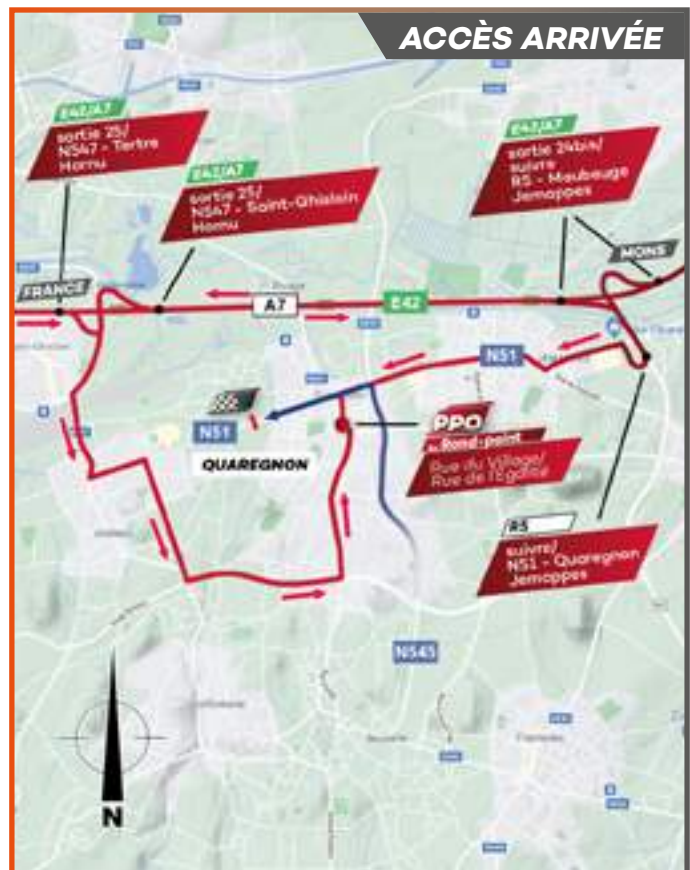 ACCÈS ARRIVÉE
E42/A7
sortie 25/
N547 - Tertre
Hornu
E42/A7
sortie 25/
N547 - Saint-Ghislain
Hornu
E42/A7
sortie 24bis/
suivre
R5 - Maubeuge
Jemappes
MONS
FRANCE
A7
E42
N51
N51
QUAREGNON
PPO
Rond-point
Rue du Village/
Rue de l'Egalité
R5
suivre/
N51 - Quaregnon
Jemappes
N545
N